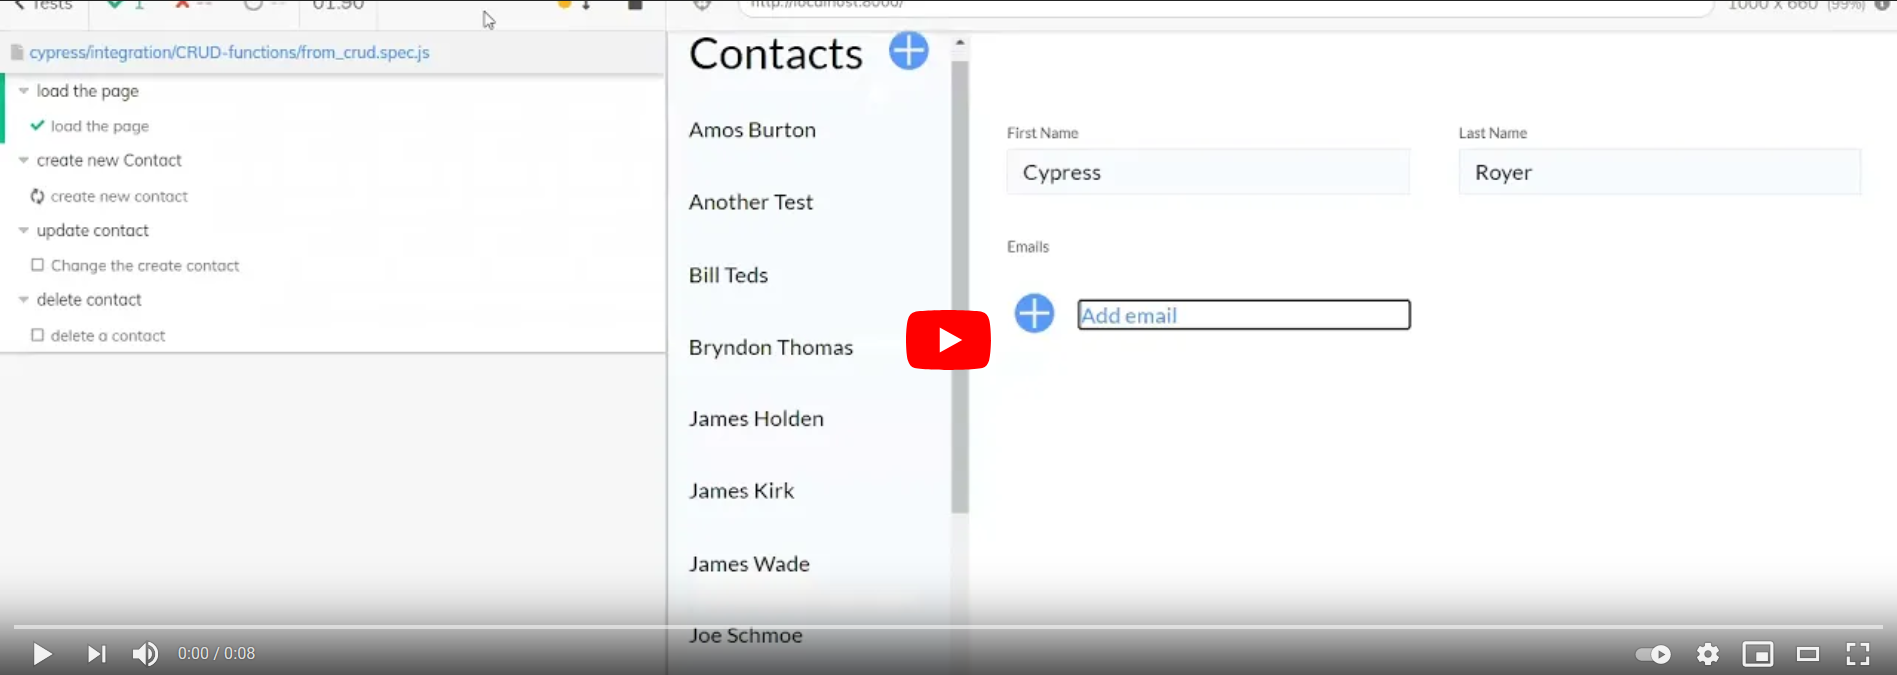 Tests 1 -- -- 01.90
http://localhost:8000/ 1000 x 660 (99%)
cypress/integration/CRUD-functions/from_crud.spec.js
load the page
load the page
create new Contact
create new contact
update contact
Change the create contact
delete contact
delete a contact
Contacts
Amos Burton
Another Test
Bill Teds
Bryndon Thomas
James Holden
James Kirk
James Wade
Joe Schmoe
First Name
Last Name
Cypress
Royer
Emails
Add email
0:00 / 0:08